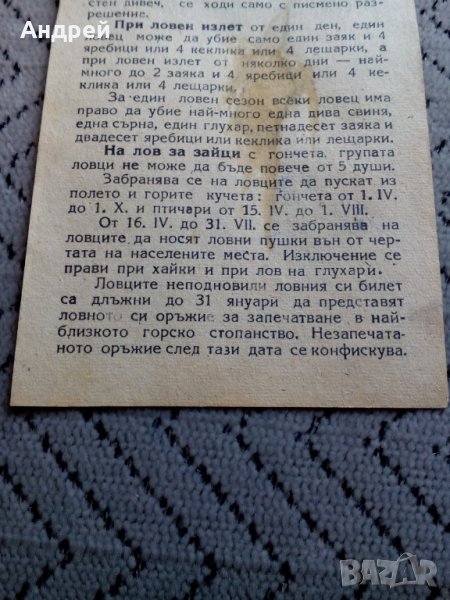 Андрей
стен дивеч, се ходи само с писмено раз-
решение.
При ловен излет от един ден, един
ловец може да убие само един заяк и 4
яребици или 4 кеклика или 4 лещарки, а
при ловен излет от няколко дни — най-
много до 2 заяка и 4 яребици или 4 ке-
клика или 4 лещарки,
За един ловен сезон всеки ловец има
право да убие най-много една дива свиня,
една сърна, един глухар, петнадесет заяка и
двадесет яребици или кеклика или лещарки.
На лов за зайци с гончета, групата
ловци не може да бъде повече от 5 души.
Забранява се на ловците да пускат из
полето и горите кучета: гончета от 1. IV.
до 1. X. и птичари от 15. IV. до 1. VIII.
От 16. IV. до 31. VII. се забранява на
ловците да носят ловни пушки вън от чер-
тата на населените места. Изключение се
прави при хайки и при лов на глухари.
Ловците неподновили ловния си билет
са длъжни до 31 януари да представят
ловното си оръжие за запечатване в най-
близкото горско стопанство. Незапечата-
ното оръжие след тази дата се конфискува.
BAZAR